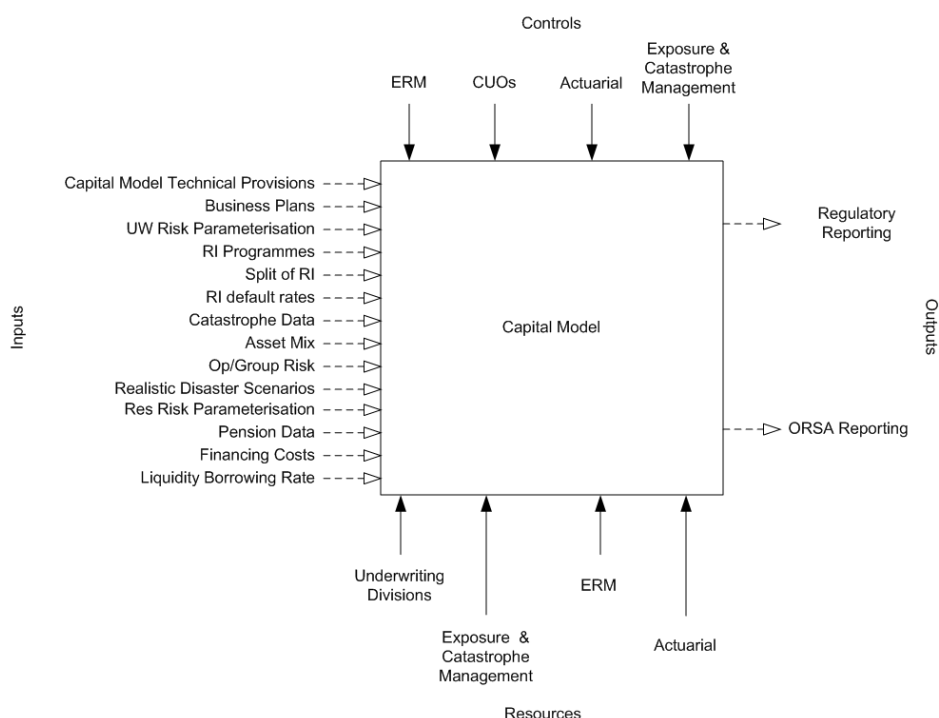 Controls
ERM
CUOs
Actuarial
Exposure &
Catastrophe
Management
Capital Model Technical Provisions
Business Plans
UW Risk Parameterisation
RI Programmes
Split of RI
RI default rates
Catastrophe Data
Asset Mix
Op/Group Risk
Realistic Disaster Scenarios
Res Risk Parameterisation
Pension Data
Financing Costs
Liquidity Borrowing Rate
Inputs
Capital Model
Regulatory
Reporting
ORSA Reporting
Outputs
Underwriting
Divisions
Exposure &
Catastrophe
Management
ERM
Actuarial
Resources